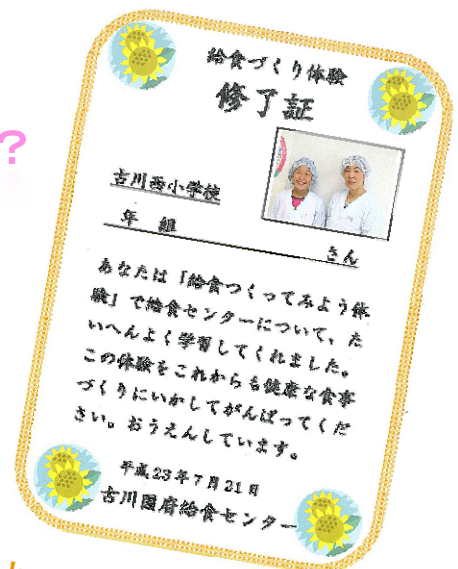 給食づくり体験
修了証
?
古川西小学校
年 組
さん
あなたは「給食つくってみよう体
験」で給食センターについて、た
いへんよく学習してくれました。
この体験をこれからも健康な食事
づくりにいかしてがんばってくだ
さい。おうえんしています。
平成23年7月21日
古川国府給食センター